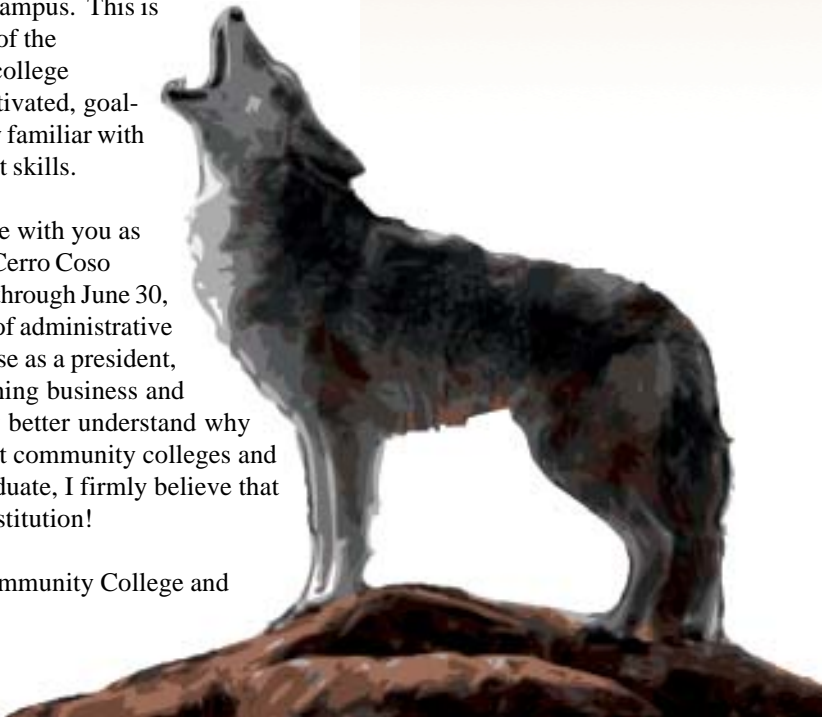 ampus. This is
of the
college
tivated, goal-
familiar with
t skills.
e with you as
Cerro Coso
through June 30,
of administrative
se as a president,
ning business and
better understand why
t community colleges and
duate, I firmly believe that
stitution!
mmunity College and